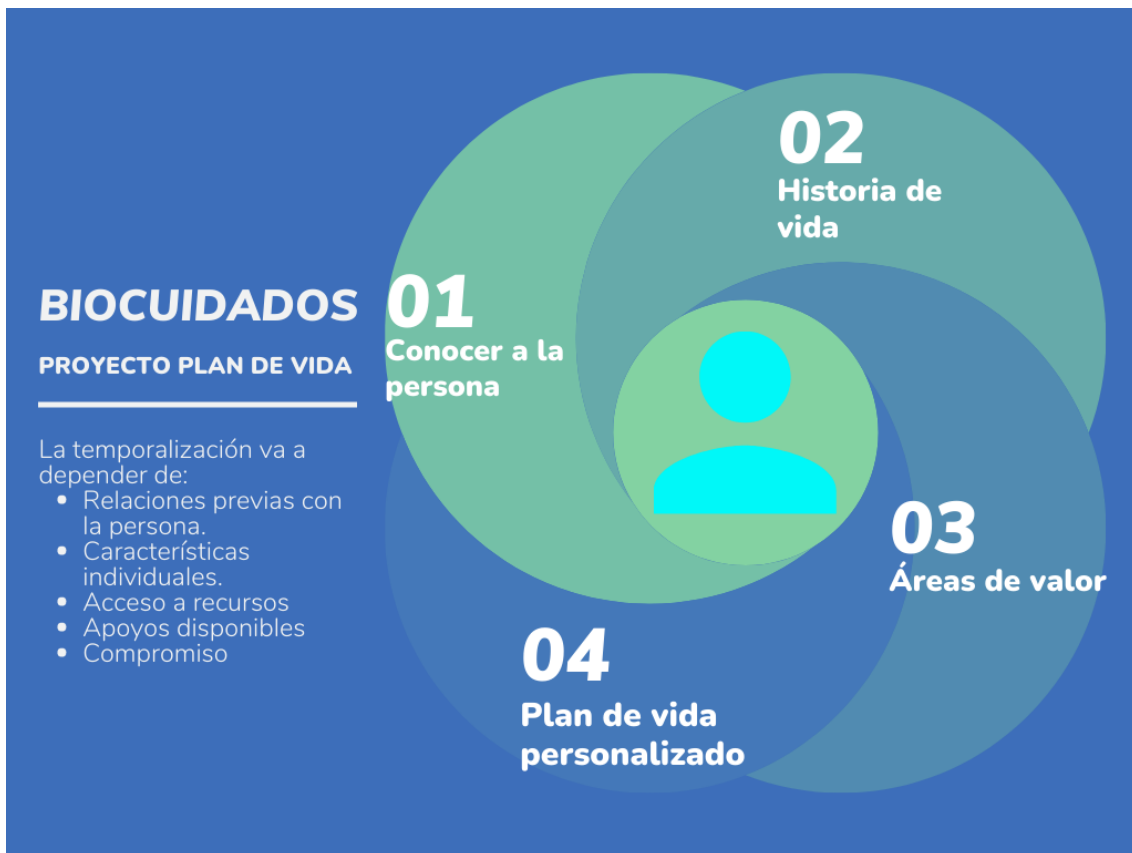 BIOCUIDADOS
PROYECTO PLAN DE VIDA
La temporalización va a
depender de:
• Relaciones previas con
la persona.
• Características
individuales.
• Acceso a recursos
• Apoyos disponibles
• Compromiso
01
Conocer a la
persona
02
Historia de
vida
03
Áreas de valor
04
Plan de vida
personalizado